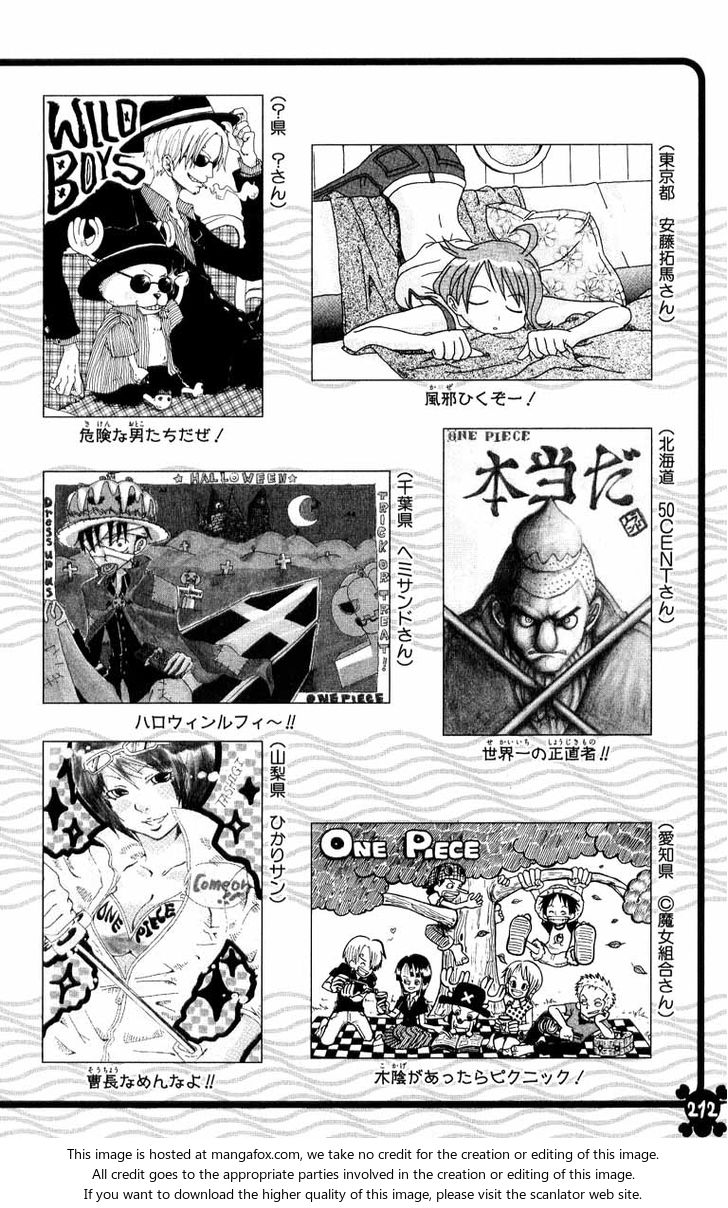 (?県 ?さん)
WILD
BOYS
危険な男たちだぜ!
(東京都 安藤拓馬さん)
風邪ひくぞー!
(北海道 50CENTさん)
ONE PIECE
本当だ
世界一の正直者!!
(千葉県 ヘミサンドさん)
☆HALLOWEEN☆
Dress up as
TRICK OR TREAT!!
ONE PIECE
ハロウィンルフィ〜!!
(山梨県 ひかりサン)
TASHIGI
Come on
ONE PIECE
曹長なめんなよ!!
(愛知県 ©魔女組合さん)
ONE PIECE
木陰があったらピクニック!
212
This image is hosted at mangafox.com, we take no credit for the creation or editing of this image.
All credit goes to the appropriate parties involved in the creation or editing of this image.
If you want to download the higher quality of this image, please visit the scanlator web site.